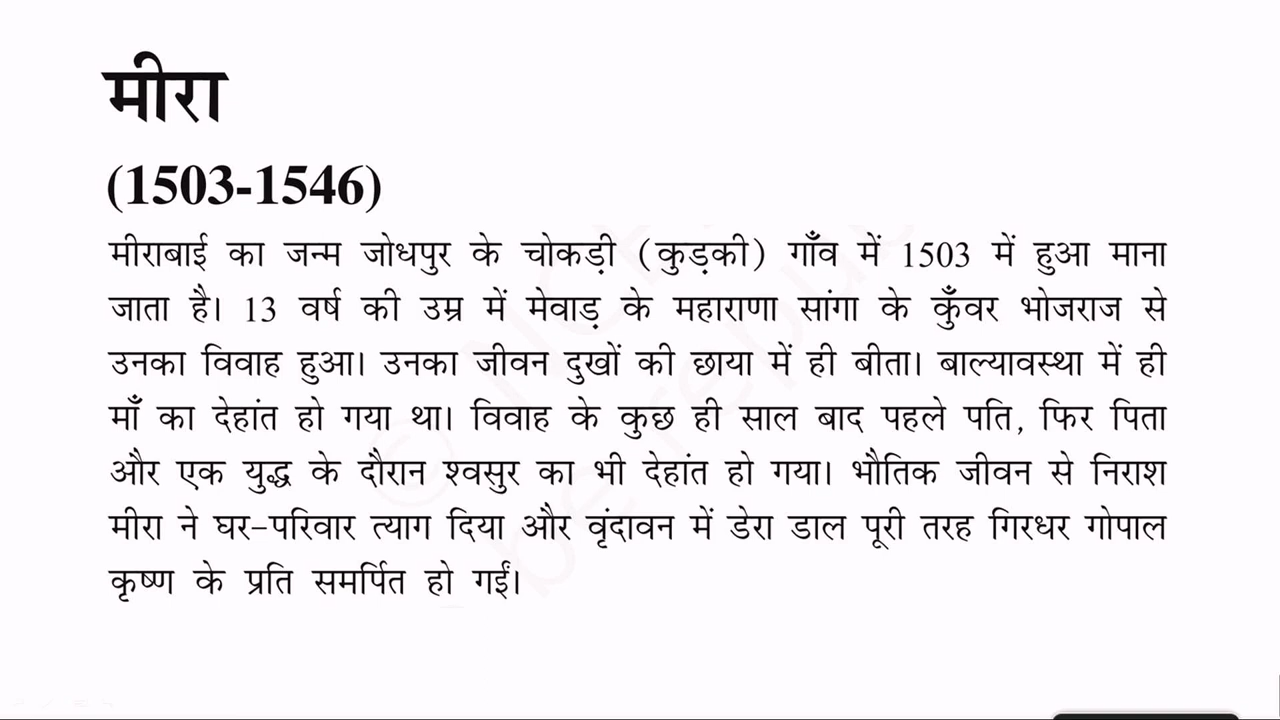 मीरा
(1503-1546)
मीराबाई का जन्म जोधपुर के चोकड़ी (कुड़की) गाँव में 1503 में हुआ माना
जाता है। 13 वर्ष की उम्र में मेवाड़ के महाराणा सांगा के कुँवर भोजराज से
उनका विवाह हुआ। उनका जीवन दुखों की छाया में ही बीता। बाल्यावस्था में ही
माँ का देहांत हो गया था। विवाह के कुछ ही साल बाद पहले पति, फिर पिता
और एक युद्ध के दौरान श्वसुर का भी देहांत हो गया। भौतिक जीवन से निराश
मीरा ने घर-परिवार त्याग दिया और वृंदावन में डेरा डाल पूरी तरह गिरधर गोपाल
कृष्ण के प्रति समर्पित हो गईं।